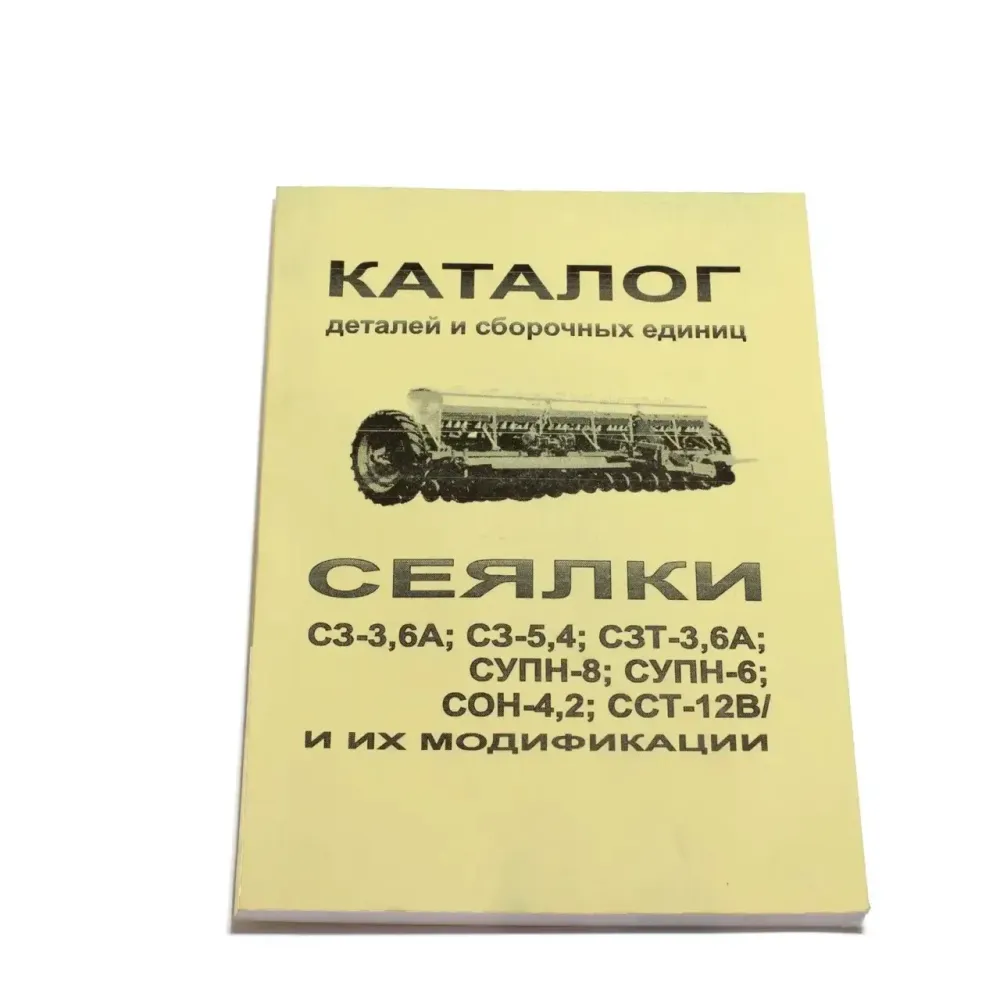 КАТАЛОГ
деталей и сборочных единиц
СЕЯЛКИ
СЗ-3,6А; СЗ-5,4; СЗТ-3,6А;
СУПН-8; СУПН-6;
СОН-4,2; ССТ-12В/
И ИХ МОДИФИКАЦИИ